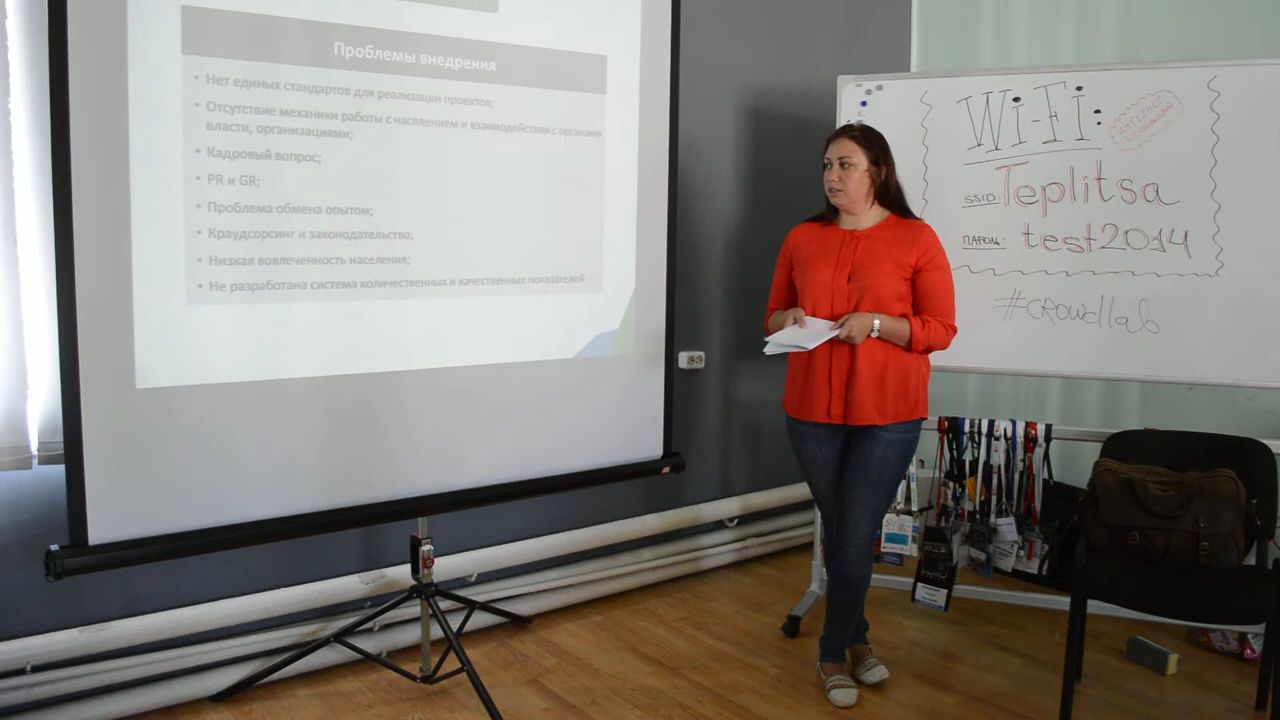 Проблемы внедрения
• Нет единых стандартов для реализации проектов;
• Отсутствие механики работы с населением и взаимодействия с органами
власти, организациями;
• Кадровый вопрос;
• PR и GR;
• Проблема обмена опытом;
• Краудсорсинг и законодательство;
• Низкая вовлеченность населения;
• Не разработана система количественных и качественных показателей
Wi-Fi:
SSID: Teplitsa
ПАРОЛЬ: test2014
#CROWDlab